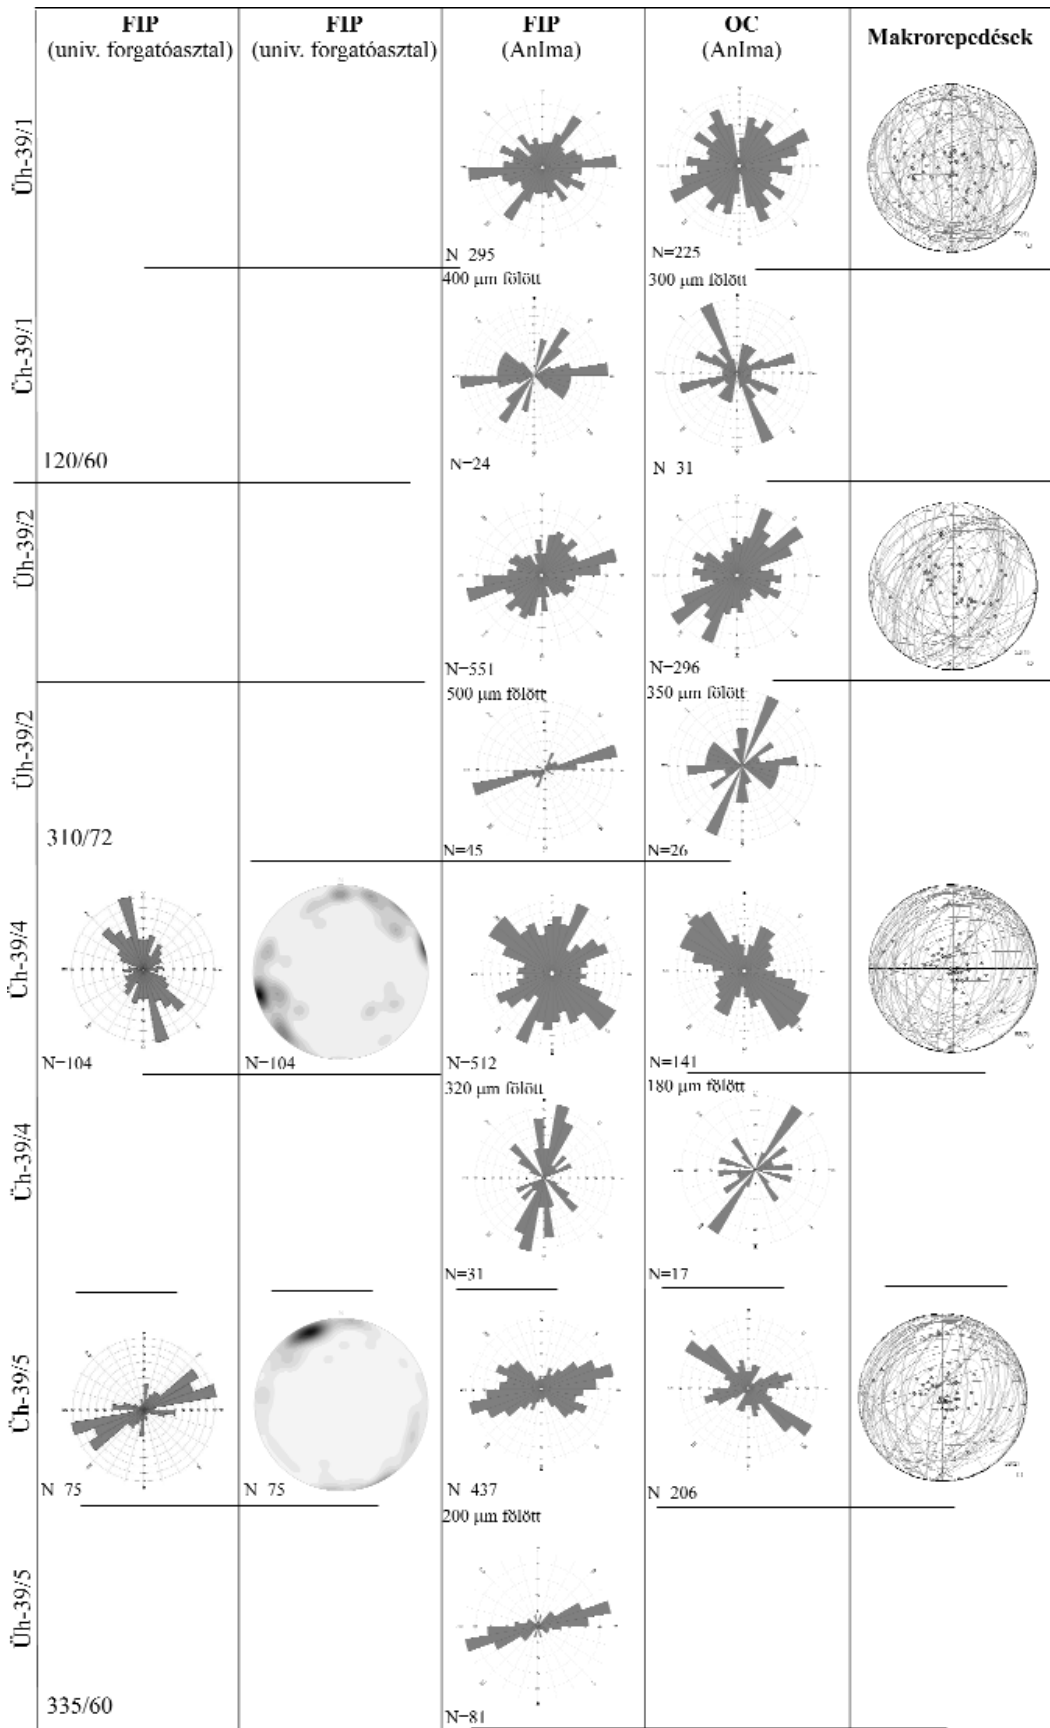 FIP
(univ. forgatóasztal)
FIP
(univ. forgatóasztal)
FIP
(AnIma)
OC
(AnIma)
Makrorepedések
Üh-39/1
N 295
N=225
Üh-39/1
400 µm fölött
300 µm fölött
120/60
N=24
N 31
Üh-39/2
N=551
N=296
Üh-39/2
500 µm fölött
350 µm fölött
310/72
N=45
N=26
Üh-39/4
N=104
N=104
N=512
N=141
Üh-39/4
320 µm fölött
180 µm fölött
N=31
N=17
Üh-39/5
N 75
N 75
N 437
N 206
Üh-39/5
200 µm fölött
335/60
N=81